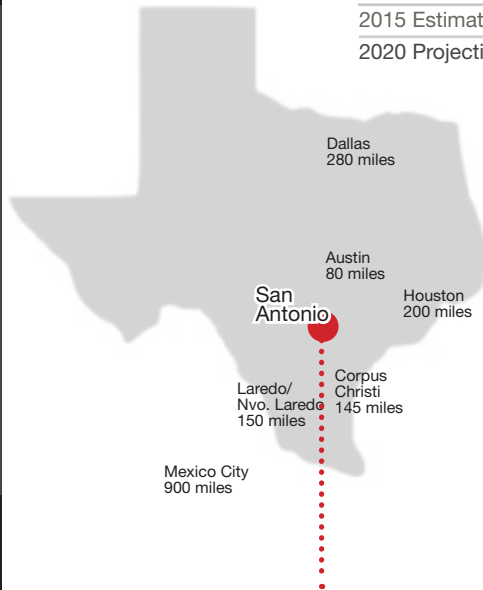 2015 Estimat
2020 Projecti
Dallas
280 miles
Austin
80 miles
San
Antonio
Houston
200 miles
Laredo/
Nvo. Laredo
150 miles
Corpus
Christi
145 miles
Mexico City
900 miles